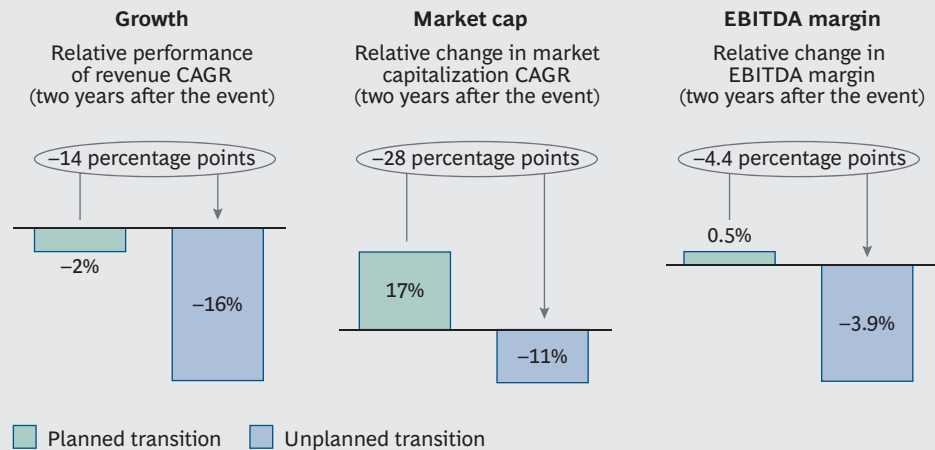 Growth
Relative performance
of revenue CAGR
(two years after the event)
–14 percentage points
–2%
–16%
Market cap
Relative change in market
capitalization CAGR
(two years after the event)
–28 percentage points
17%
–11%
EBITDA margin
Relative change in
EBITDA margin
(two years after the event)
–4.4 percentage points
0.5%
–3.9%
Planned transition
Unplanned transition